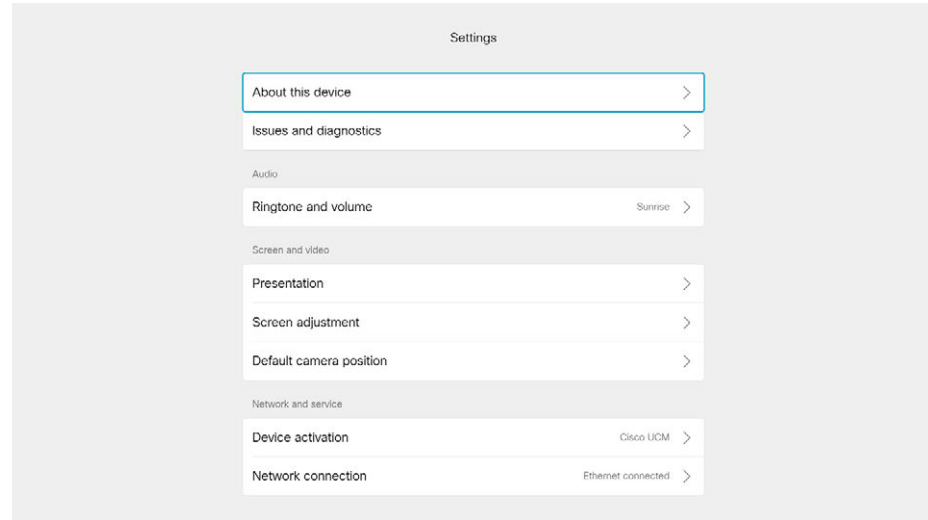 Settings
About this device
Issues and diagnostics
Audio
Ringtone and volume Sunrise
Screen and video
Presentation
Screen adjustment
Default camera position
Network and service
Device activation Cisco UCM
Network connection Ethernet connected